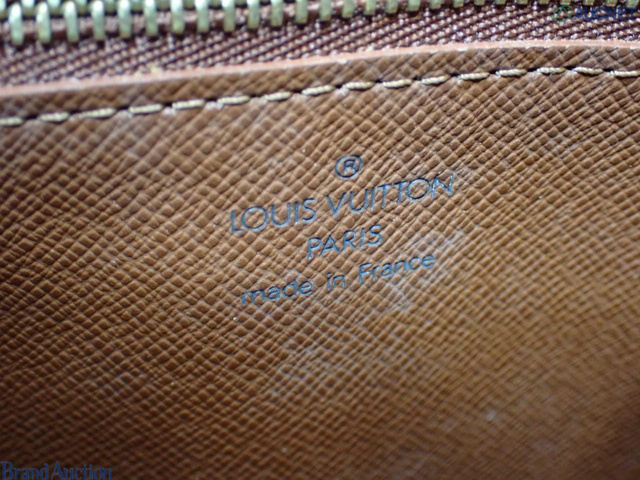 ®
LOUIS VUITTON
PARIS
made in France
Brand Auction